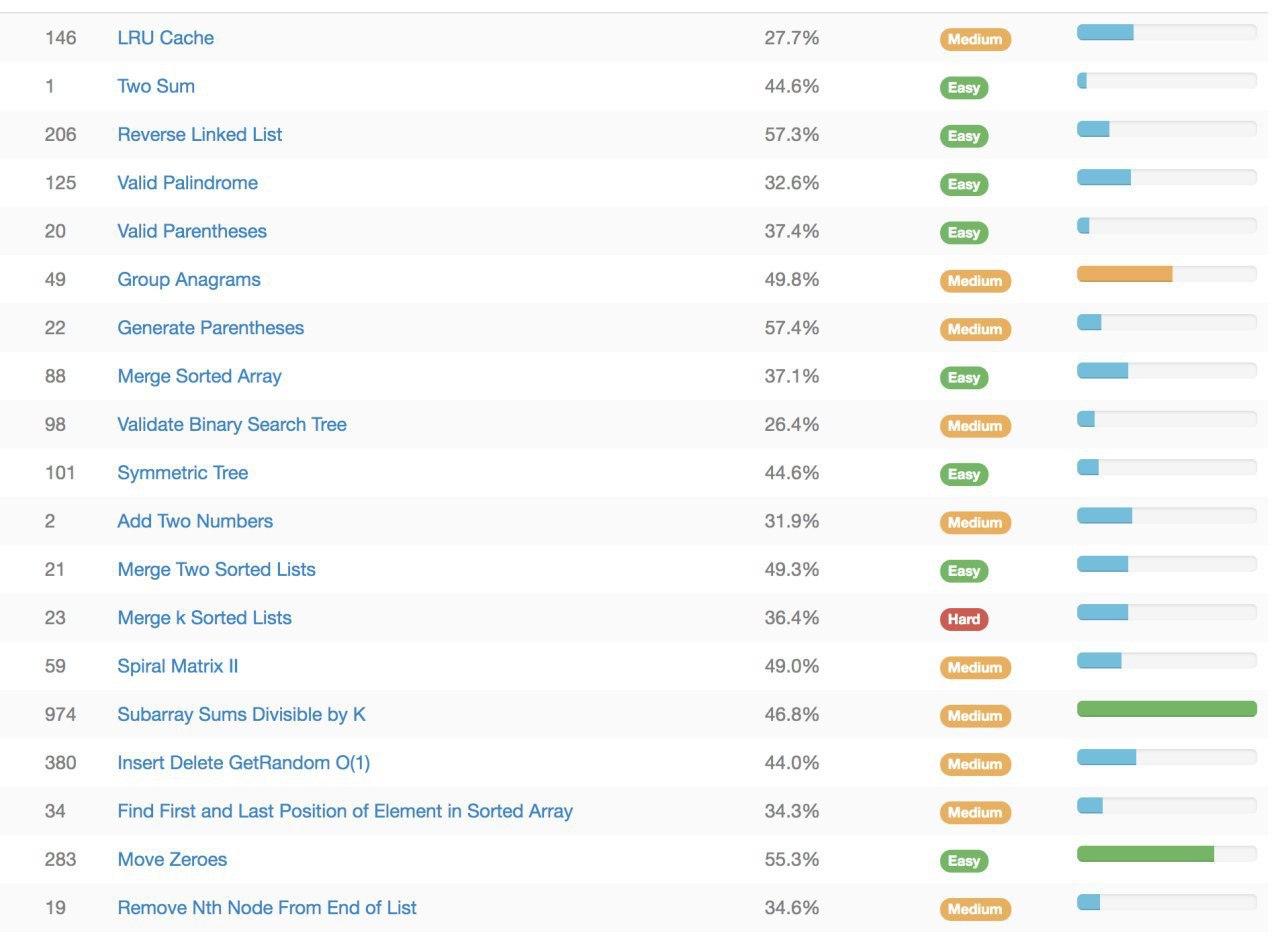 146 LRU Cache 27.7% Medium
1 Two Sum 44.6% Easy
206 Reverse Linked List 57.3% Easy
125 Valid Palindrome 32.6% Easy
20 Valid Parentheses 37.4% Easy
49 Group Anagrams 49.8% Medium
22 Generate Parentheses 57.4% Medium
88 Merge Sorted Array 37.1% Easy
98 Validate Binary Search Tree 26.4% Medium
101 Symmetric Tree 44.6% Easy
2 Add Two Numbers 31.9% Medium
21 Merge Two Sorted Lists 49.3% Easy
23 Merge k Sorted Lists 36.4% Hard
59 Spiral Matrix II 49.0% Medium
974 Subarray Sums Divisible by K 46.8% Medium
380 Insert Delete GetRandom O(1) 44.0% Medium
34 Find First and Last Position of Element in Sorted Array 34.3% Medium
283 Move Zeroes 55.3% Easy
19 Remove Nth Node From End of List 34.6% Medium